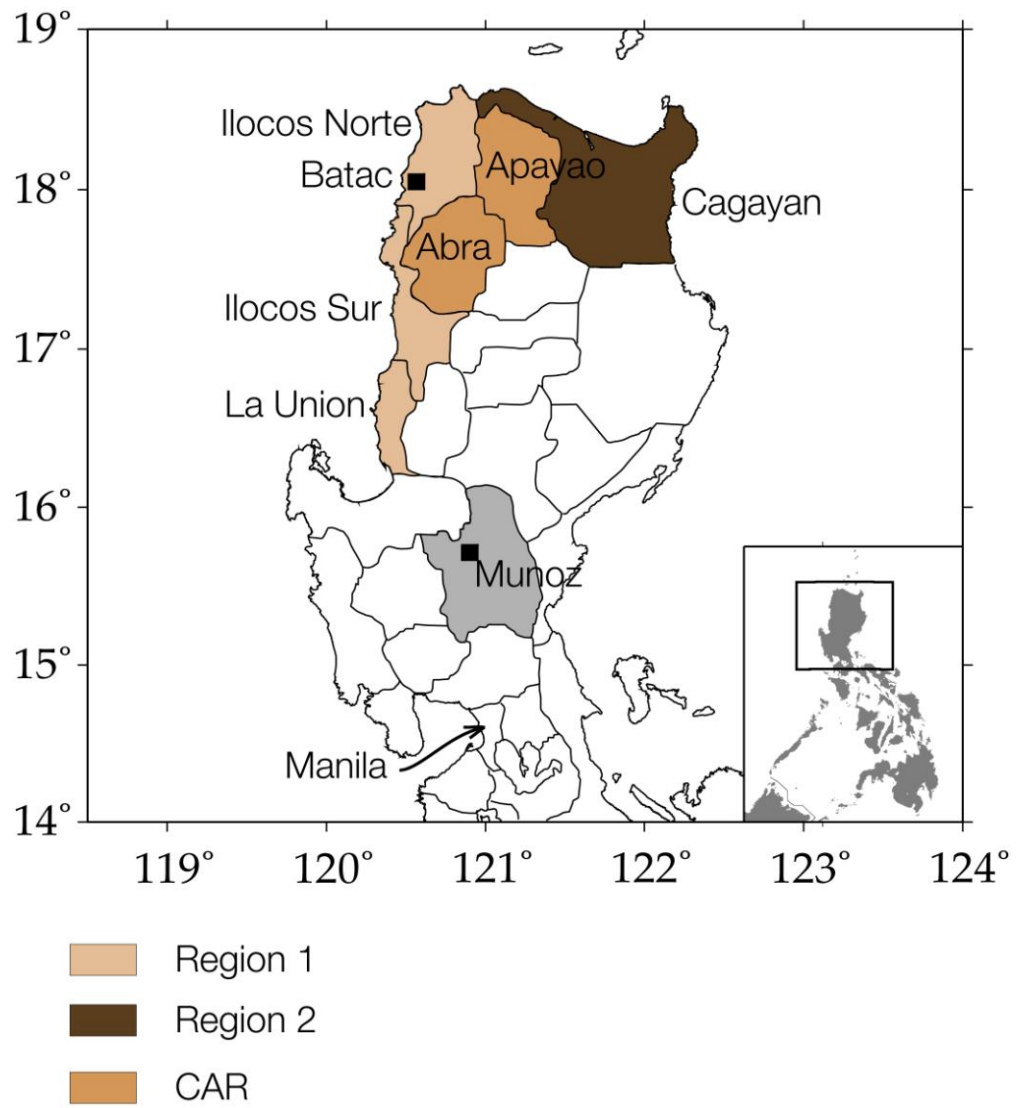 19°
Ilocos Norte
Batac
Apayao
18°
Cagayan
Abra
Ilocos Sur
17°
La Union
16°
Munoz
15°
Manila
14°
119° 120° 121° 122° 123° 124°
Region 1
Region 2
CAR